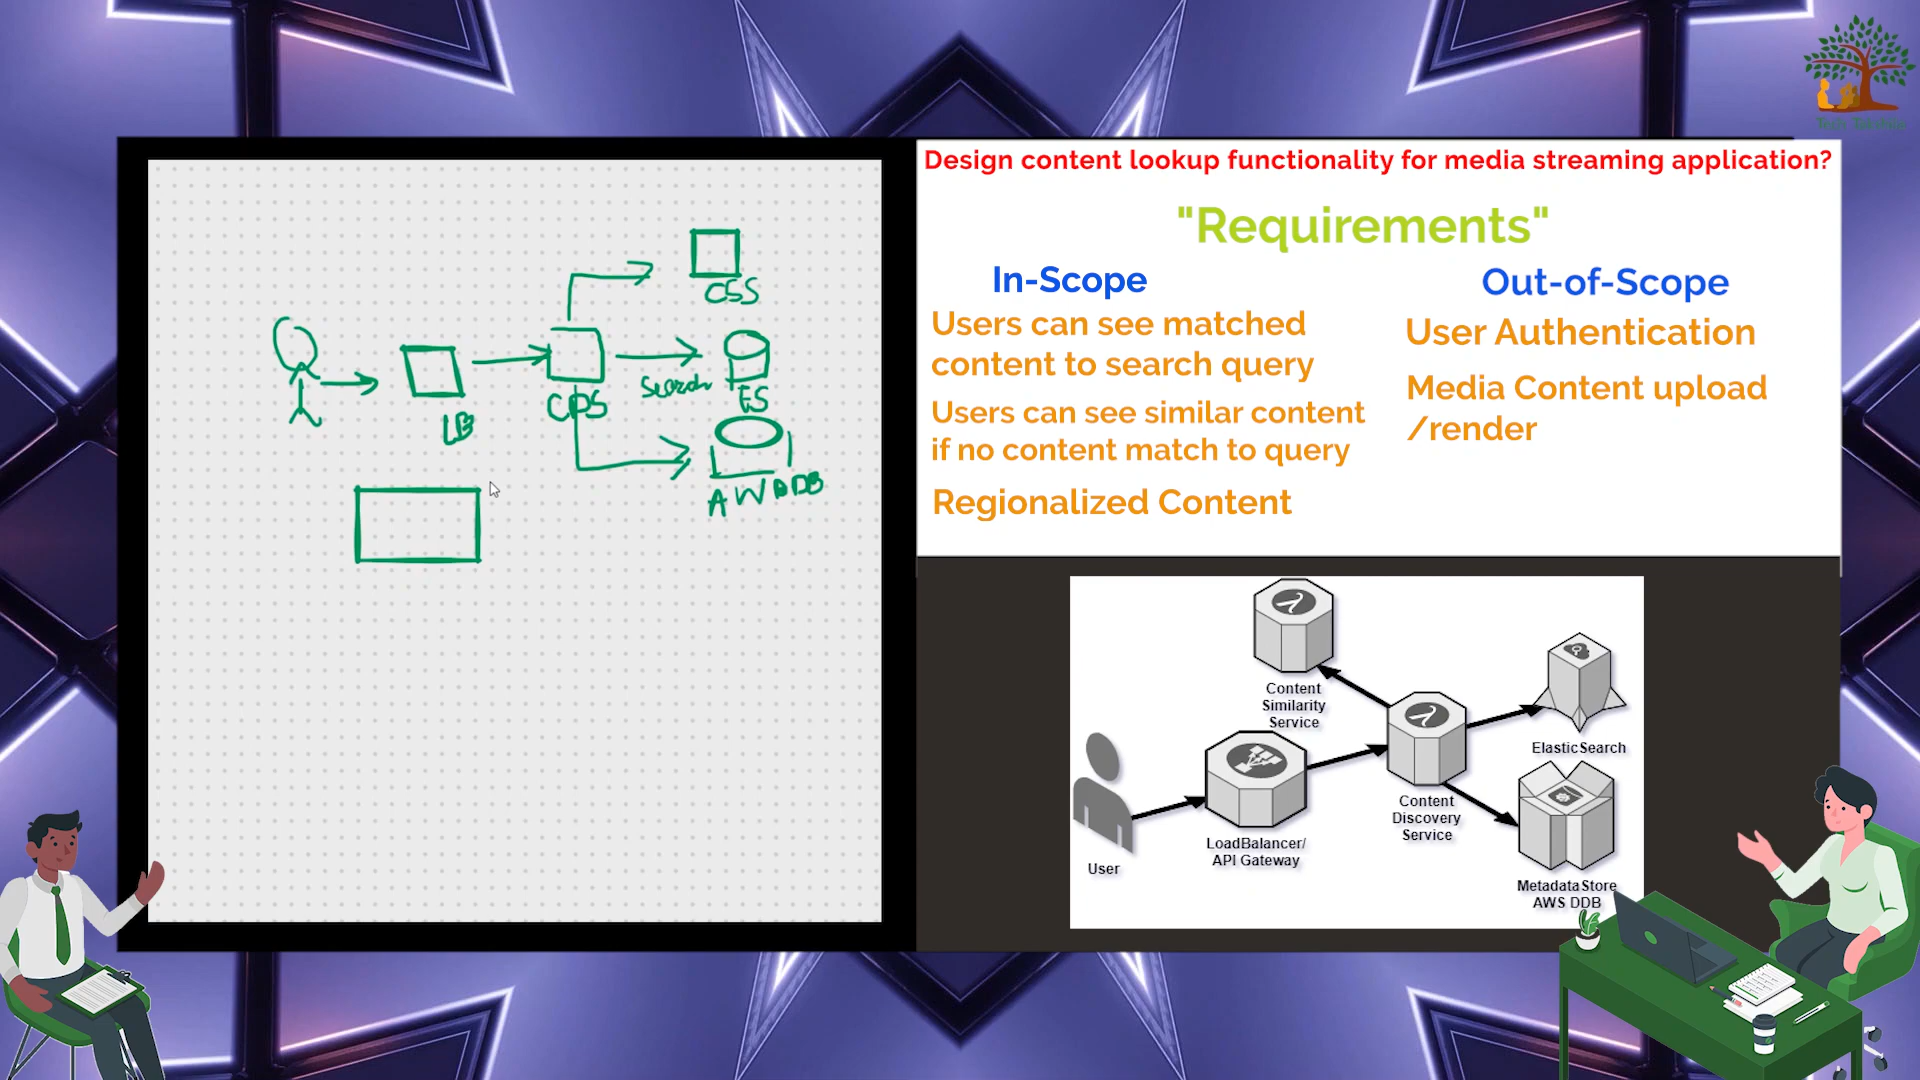 Design content lookup functionality for media streaming application?
"Requirements"
In-Scope
Users can see matched
content to search query
Users can see similar content
if no content match to query
Regionalized Content
Out-of-Scope
User Authentication
Media Content upload
/render
CSS
LB
CDS
Search
ES
AW DDB
Content
Similarity
Service
User
LoadBalancer/
API Gateway
Content
Discovery
Service
ElasticSearch
MetadataStore
AWS DDB